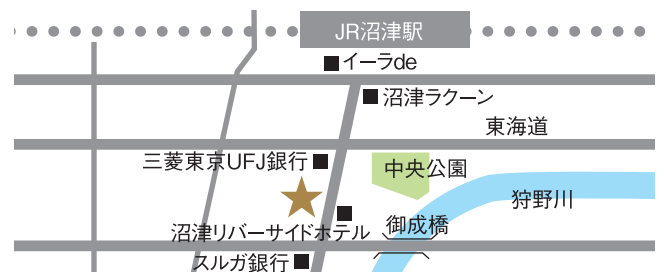 JR沼津駅
イーラde
沼津ラクーン
東海道
三菱東京UFJ銀行
中央公園
狩野川
御成橋
沼津リバーサイドホテル
スルガ銀行